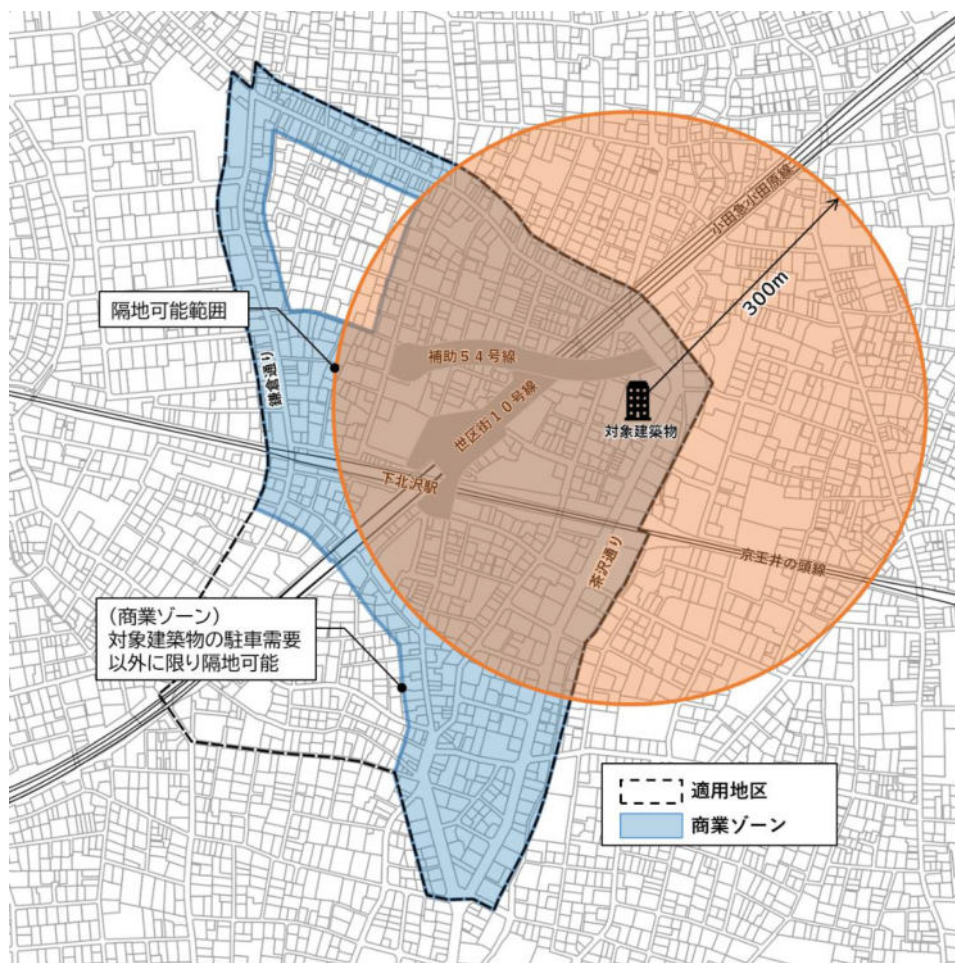 小田急小田原線
300m
隔地可能範囲
鎌倉通り
補助54号線
世区街10号線
対象建築物
下北沢駅
茶沢通り
京王井の頭線
（商業ゾーン）
対象建築物の駐車需要
以外に限り隔地可能
適用地区
商業ゾーン